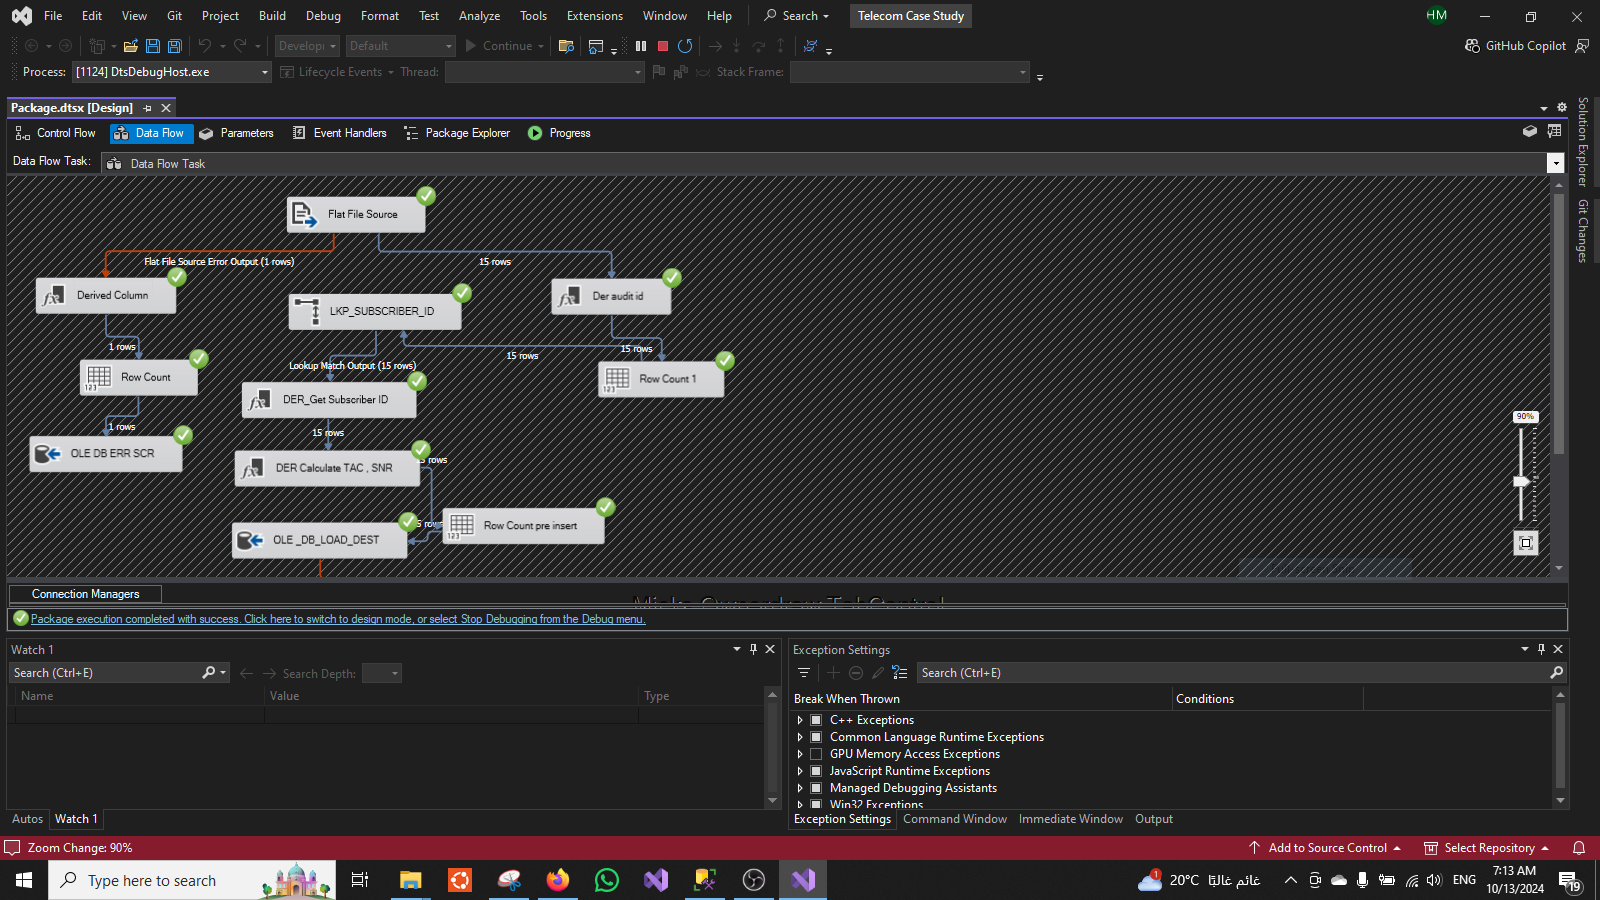 File Edit View Git Project Build Debug Format Test Analyze Tools Extensions Window Help Search Telecom Case Study HM
Develop Default Continue GitHub Copilot
Process: [1124] DtsDebugHost.exe Lifecycle Events Thread: Stack Frame:
Package.dtsx [Design]
Control Flow Data Flow Parameters Event Handlers Package Explorer Progress
Data Flow Task: Data Flow Task
Solution Explorer
Git Changes
Flat File Source
Flat File Source Error Output (1 rows)
15 rows
Derived Column
Der audit id
LKP_SUBSCRIBER_ID
1 rows
15 rows
15 rows
Lookup Match Output (15 rows)
Row Count
Row Count 1
123
123
DER_Get Subscriber ID
1 rows
15 rows
OLE DB ERR SCR
rows
DER Calculate TAC , SNR
90%
5 rows
Row Count pre insert
123
OLE _DB_LOAD_DEST
Connection Managers
Package execution completed with success. Click here to switch to design mode, or select Stop Debugging from the Debug menu.
Watch 1
Search (Ctrl+E) Search Depth:
Name Value Type
Autos Watch 1
Exception Settings
Search (Ctrl+E)
Break When Thrown Conditions
C++ Exceptions
Common Language Runtime Exceptions
GPU Memory Access Exceptions
JavaScript Runtime Exceptions
Managed Debugging Assistants
Win32 Exceptions
Exception Settings Command Window Immediate Window Output
Zoom Change: 90% Add to Source Control Select Repository
Type here to search 1 20°C غائم غالبًا ENG 7:13 AM
10/13/2024 19